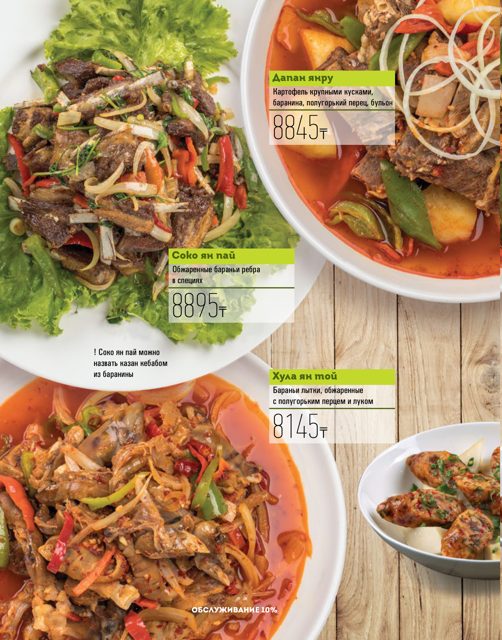 Дапан янру
Картофель крупными кусками,
баранина, полугорький перец, бульон
8845₸
Соко ян пай
Обжаренные бараньи ребра
в специях
8895₸
! Соко ян пай можно
назвать казан кебабом
из баранины
Хула ян той
Бараньи лытки, обжаренные
с полугорьким перцем и луком
8145₸
ОБСЛУЖИВАНИЕ 10%